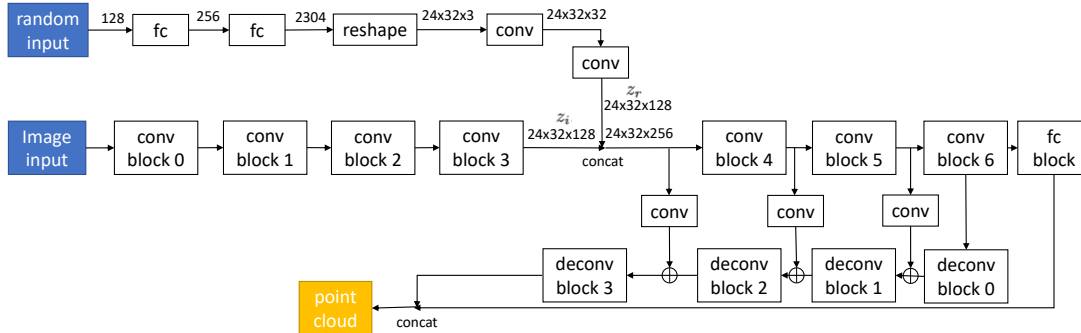 random
input
128
fc
256
fc
2304
reshape
24x32x3
conv
24x32x32
conv
z_r
24x32x128
Image
input
conv
block 0
conv
block 1
conv
block 2
conv
block 3
z_i
24x32x128
24x32x256
concat
conv
block 4
conv
block 5
conv
block 6
fc
block
conv
conv
conv
deconv
block 3
deconv
block 2
deconv
block 1
deconv
block 0
point
cloud
concat